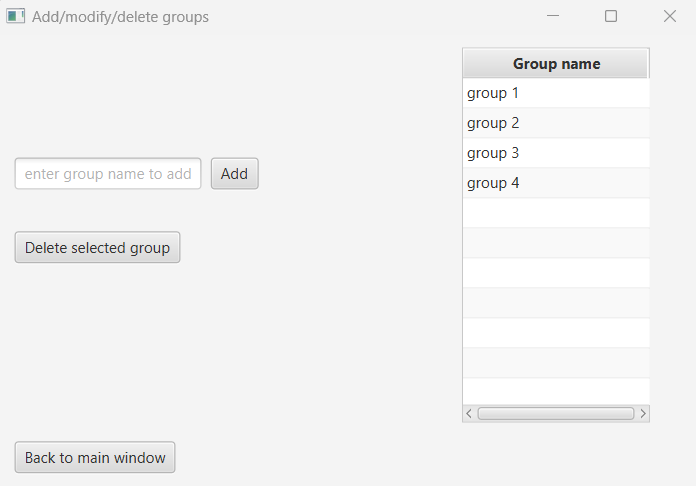 Add/modify/delete groups
Group name
group 1
group 2
group 3
group 4
enter group name to add
Add
Delete selected group
Back to main window